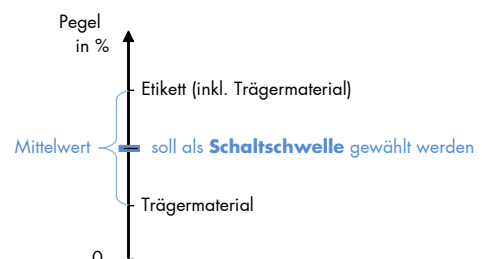 Pegel
in %
Etikett (inkl. Trägermaterial)
Mittelwert soll als Schaltschwelle gewählt werden
Trägermaterial
0